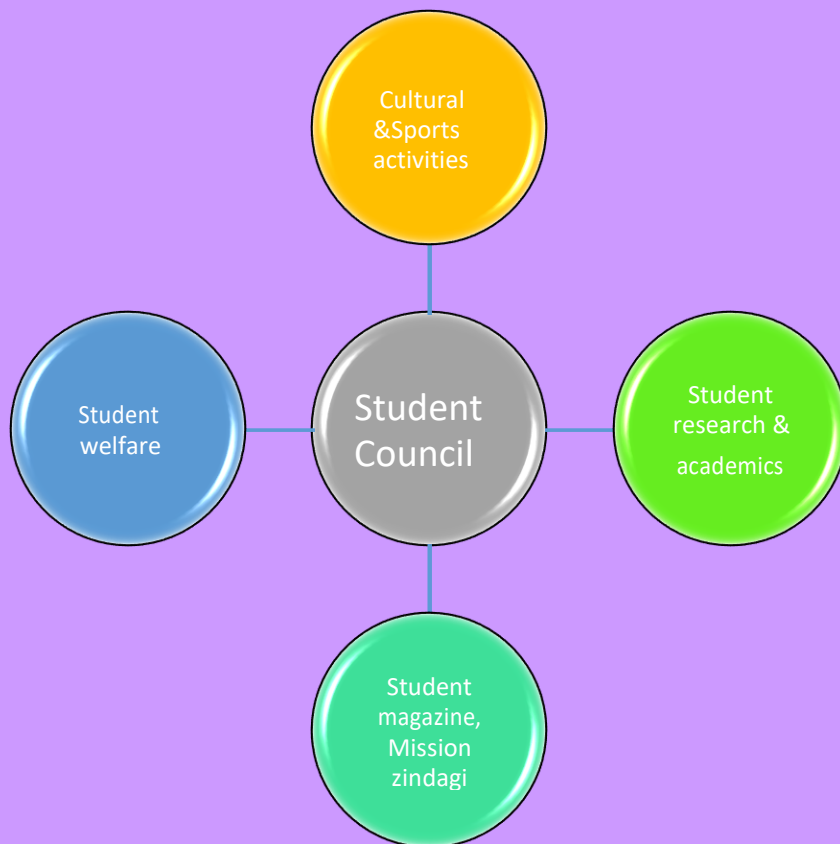 Cultural
&Sports
activities
Student
welfare
Student
Council
Student
research &
academics
Student
magazine,
Mission
zindagi